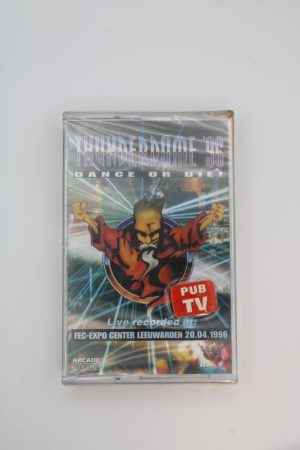 THUNDERDOME '96
DANCE OR DIE!
PUB
TV
Live recorded at:
FEC-EXPO CENTER LEEUWARDEN 20.04.1996
ARCADE